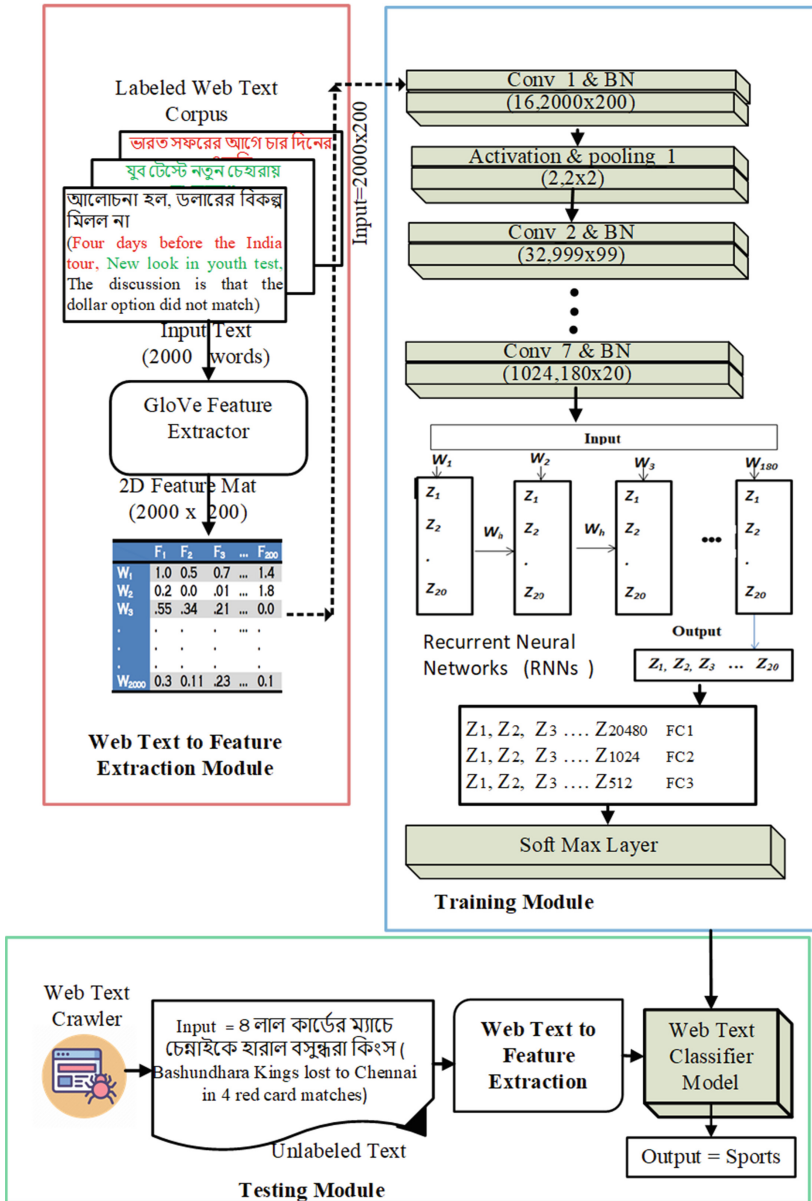 Labeled Web Text
Corpus
ভারত সফরের আগে চার দিনের
যুব টেস্টে নতুন চেহারায়
আলোচনা হল, ডলারের বিকল্প
মিলল না
(Four days before the India
tour, New look in youth test,
The discussion is that the
dollar option did not match)
Input Text
(2000 words)
GloVe Feature
Extractor
2D Feature Mat
(2000 x 200)
F1 F2 F3 ... F200
W1 1.0 0.5 0.7 ... 1.4
W2 0.2 0.0 .01 ... 1.8
W3 .55 .34 .21 ... 0.0
. . . . ... .
. . . . .
W2000 0.3 0.11 .23 ... 0.1
Web Text to Feature
Extraction Module
Input=2000x200
Conv 1 & BN
(16,2000x200)
Activation & pooling 1
(2,2x2)
Conv 2 & BN
(32,999x99)
Conv 7 & BN
(1024,180x20)
Input
W1 W2 W3 W180
Z1 Z1 Z1 Z1
Z2 Wh Z2 Wh Z2 ... Z2
. . . .
Z20 Z20 Z20 Z20
Recurrent Neural
Networks (RNNs )
Output
Z1, Z2, Z3 ... Z20
Z1, Z2, Z3 .... Z20480 FC1
Z1, Z2, Z3 .... Z1024 FC2
Z1, Z2, Z3 .... Z512 FC3
Soft Max Layer
Training Module
Web Text
Crawler
Input = ৪ লাল কার্ডের ম্যাচে
চেন্নাইকে হারাল বসুন্ধরা কিংস (
Bashundhara Kings lost to Chennai
in 4 red card matches)
Unlabeled Text
Web Text to
Feature
Extraction
Web Text
Classifier
Model
Output = Sports
Testing Module